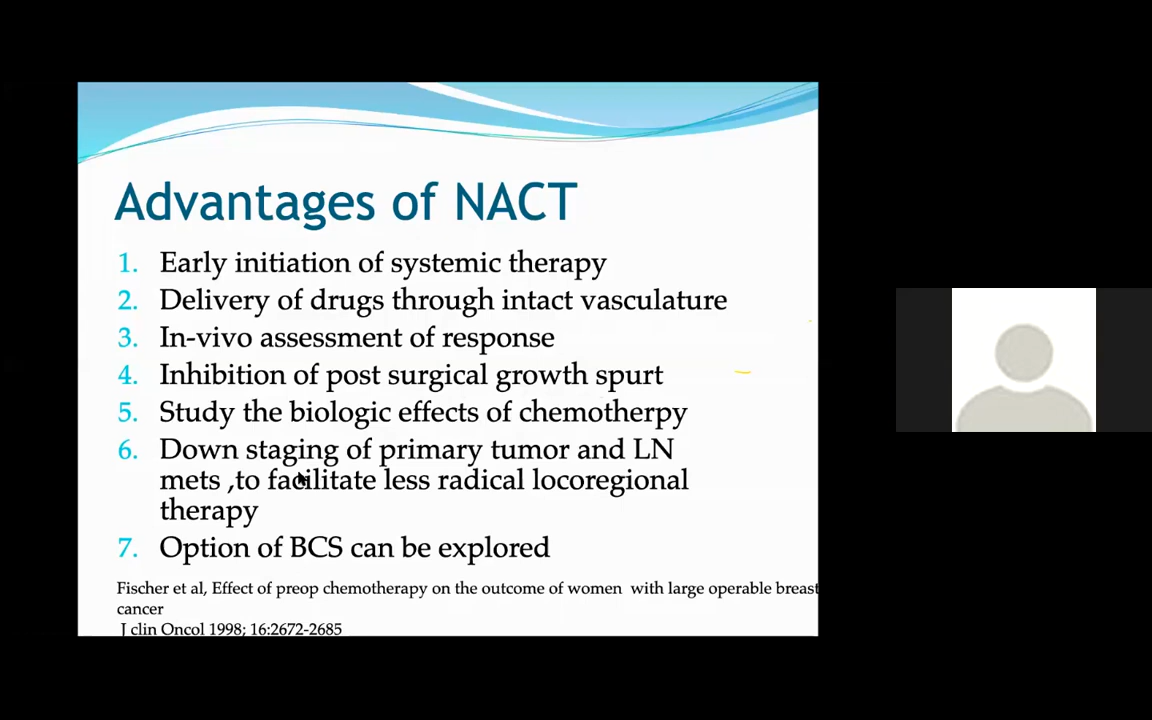 Advantages of NACT
1. Early initiation of systemic therapy
2. Delivery of drugs through intact vasculature
3. In-vivo assessment of response
4. Inhibition of post surgical growth spurt
5. Study the biologic effects of chemotherpy
6. Down staging of primary tumor and LN
mets ,to facilitate less radical locoregional
therapy
7. Option of BCS can be explored
Fischer et al, Effect of preop chemotherapy on the outcome of women with large operable breast
cancer
J clin Oncol 1998; 16:2672-2685